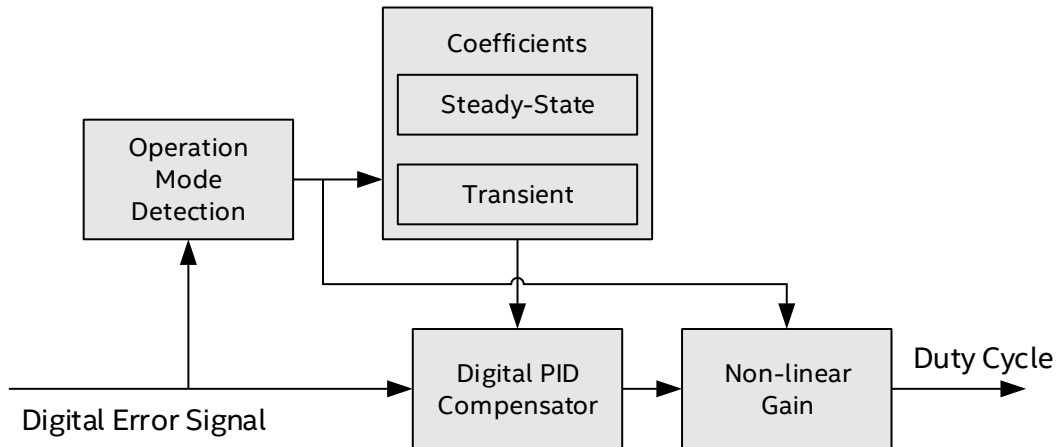 Coefficients
Steady-State
Operation
Mode
Detection
Transient
Digital PID
Compensator
Non-linear
Gain
Duty Cycle
Digital Error Signal